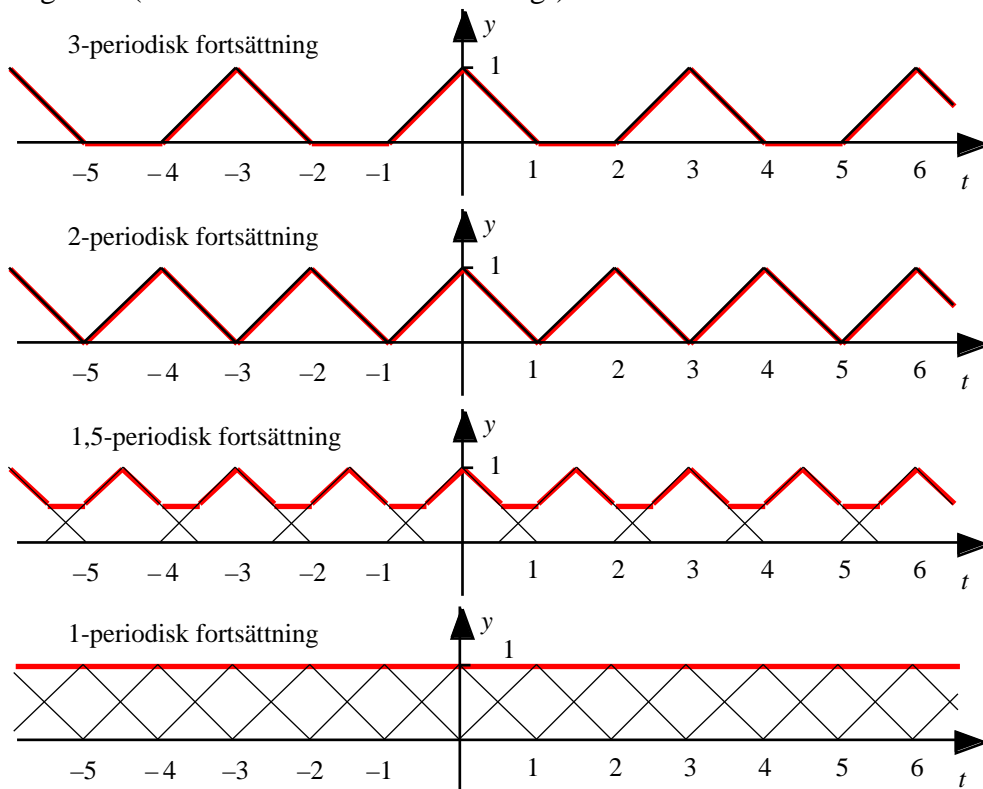 3-periodisk fortsättning
y
1
–5 –4 –3 –2 –1 1 2 3 4 5 6
t
2-periodisk fortsättning
y
1
–5 –4 –3 –2 –1 1 2 3 4 5 6
t
1,5-periodisk fortsättning
y
1
–5 –4 –3 –2 –1 1 2 3 4 5 6
t
1-periodisk fortsättning
y
1
–5 –4 –3 –2 –1 1 2 3 4 5 6
t